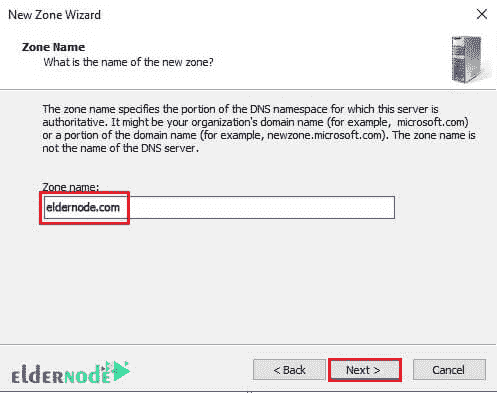 New Zone Wizard
Zone Name
What is the name of the new zone?
The zone name specifies the portion of the DNS namespace for which this server is
authoritative. It might be your organization's domain name (for example, microsoft.com)
or a portion of the domain name (for example, newzone.microsoft.com). The zone name is
not the name of the DNS server.
Zone name:
eldernode.com
elderNode
< Back
Next >
Cancel